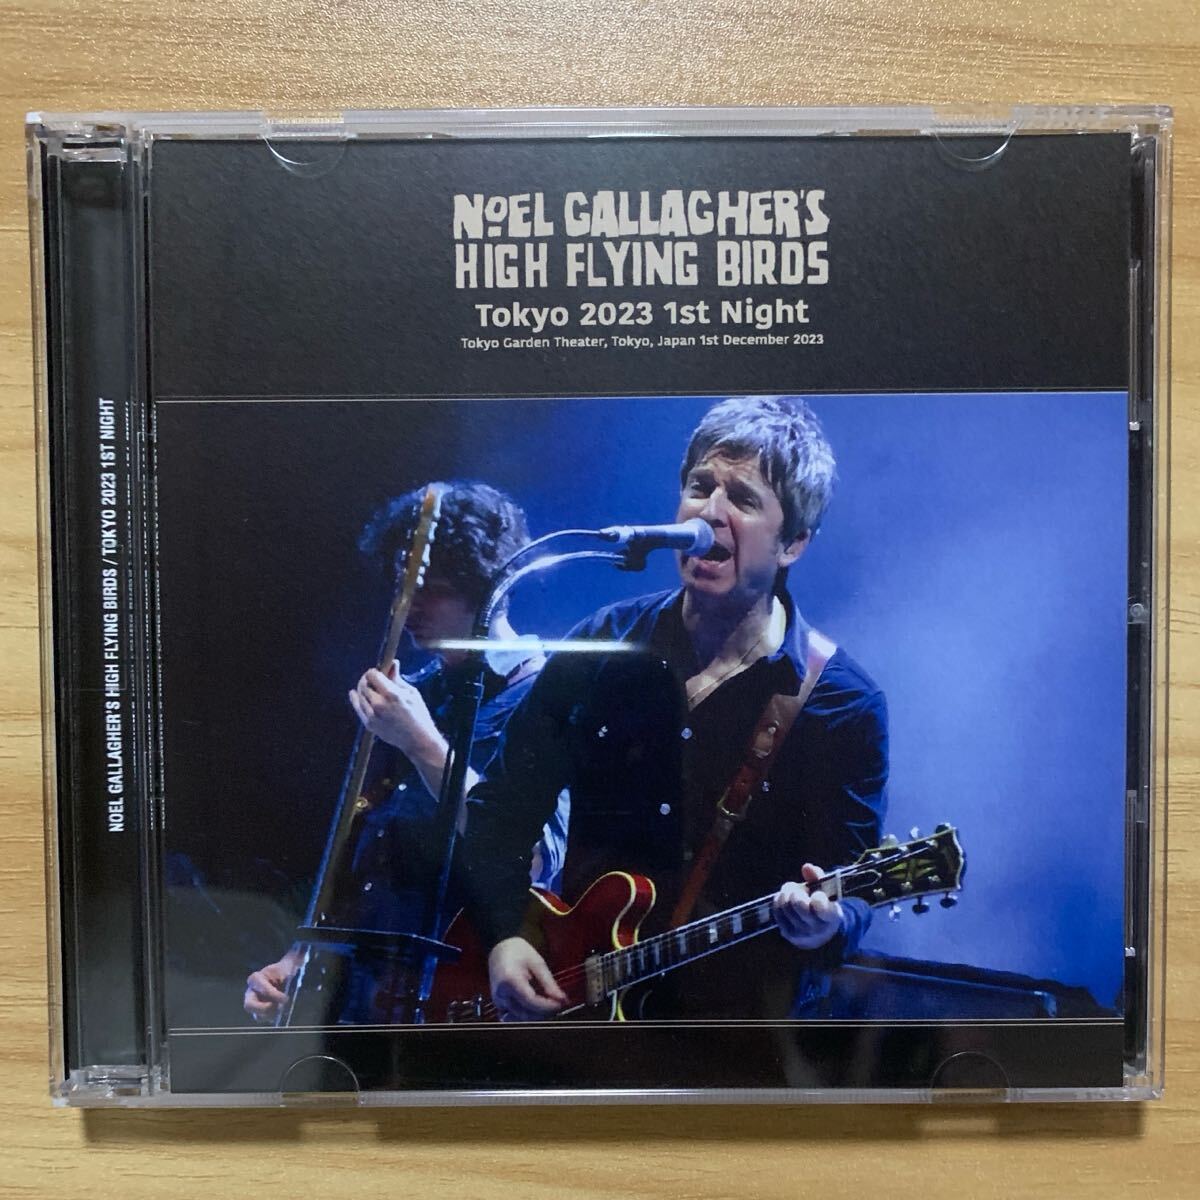 NOEL GALLAGHER'S
HIGH FLYING BIRDS
Tokyo 2023 1st Night
Tokyo Garden Theater, Tokyo, Japan 1st December 2023
NOEL GALLAGHER'S HIGH FLYING BIRDS / TOKYO 2023 1ST NIGHT